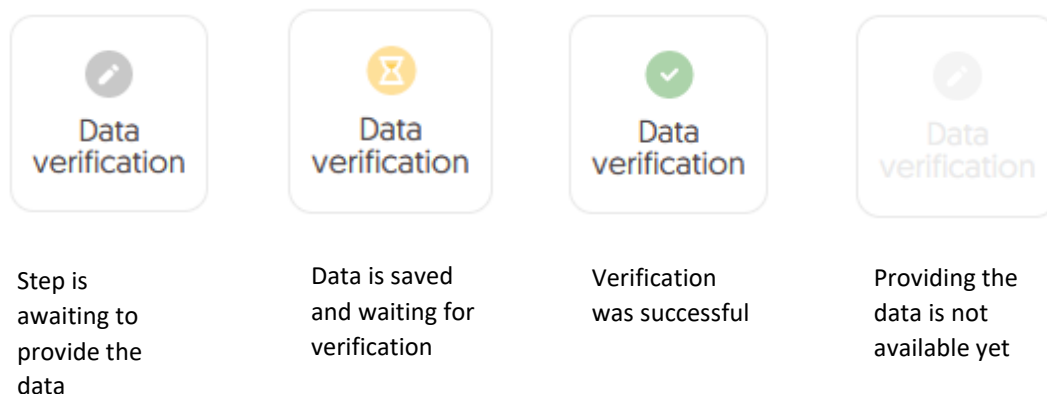 Data
verification
Data
verification
Data
verification
Data
verification
Step is
awaiting to
provide the
data
Data is saved
and waiting for
verification
Verification
was successful
Providing the
data is not
available yet